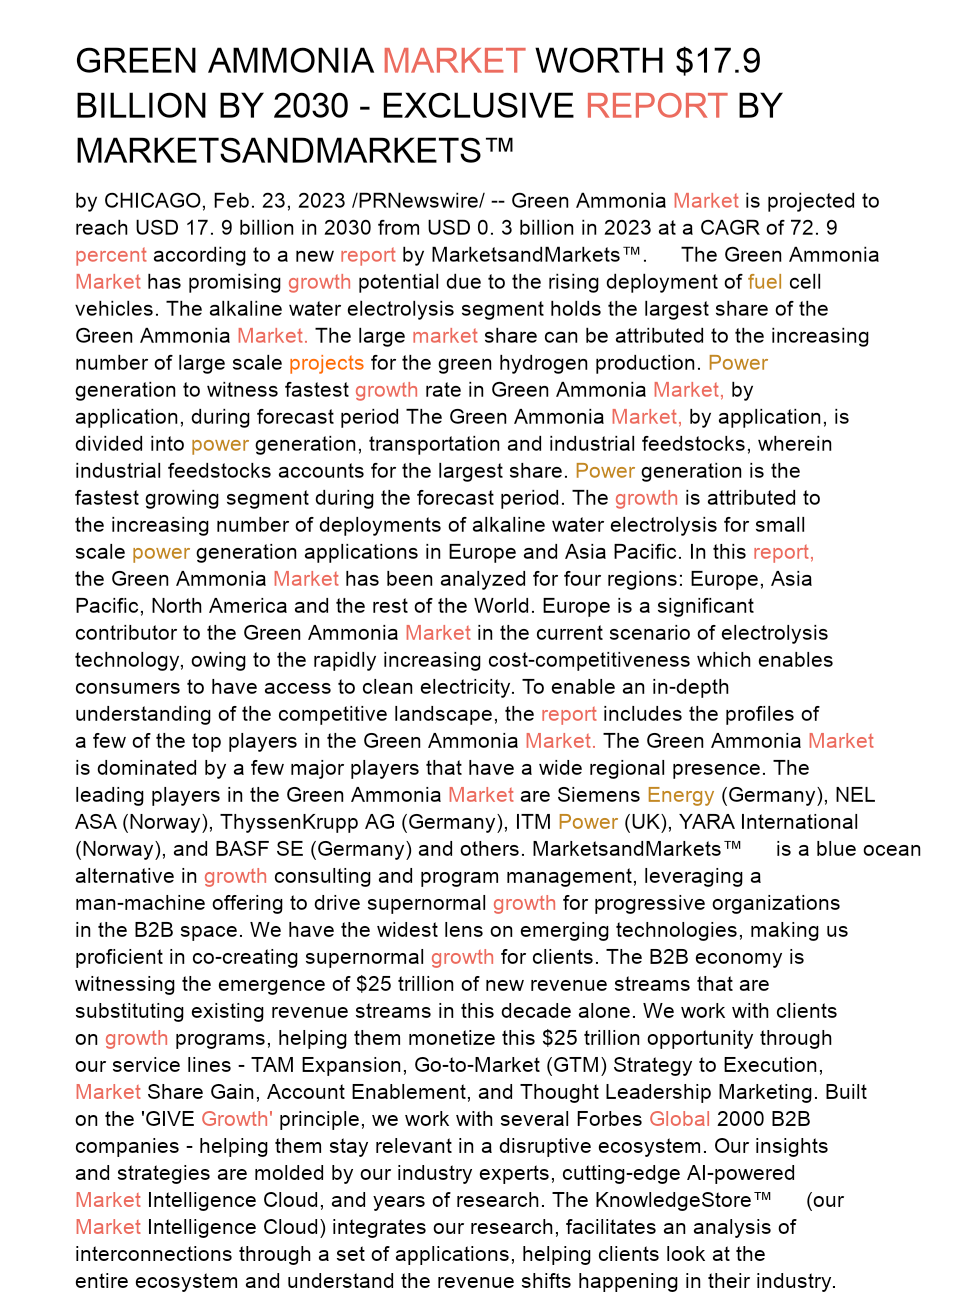 GREEN AMMONIA MARKET WORTH $17.9
BILLION BY 2030 - EXCLUSIVE REPORT BY
MARKETSANDMARKETS™
by CHICAGO, Feb. 23, 2023 /PRNewswire/ -- Green Ammonia Market is projected to
reach USD 17. 9 billion in 2030 from USD 0. 3 billion in 2023 at a CAGR of 72. 9
percent according to a new report by MarketsandMarkets™. The Green Ammonia
Market has promising growth potential due to the rising deployment of fuel cell
vehicles. The alkaline water electrolysis segment holds the largest share of the
Green Ammonia Market. The large market share can be attributed to the increasing
number of large scale projects for the green hydrogen production. Power
generation to witness fastest growth rate in Green Ammonia Market, by
application, during forecast period The Green Ammonia Market, by application, is
divided into power generation, transportation and industrial feedstocks, wherein
industrial feedstocks accounts for the largest share. Power generation is the
fastest growing segment during the forecast period. The growth is attributed to
the increasing number of deployments of alkaline water electrolysis for small
scale power generation applications in Europe and Asia Pacific. In this report,
the Green Ammonia Market has been analyzed for four regions: Europe, Asia
Pacific, North America and the rest of the World. Europe is a significant
contributor to the Green Ammonia Market in the current scenario of electrolysis
technology, owing to the rapidly increasing cost-competitiveness which enables
consumers to have access to clean electricity. To enable an in-depth
understanding of the competitive landscape, the report includes the profiles of
a few of the top players in the Green Ammonia Market. The Green Ammonia Market
is dominated by a few major players that have a wide regional presence. The
leading players in the Green Ammonia Market are Siemens Energy (Germany), NEL
ASA (Norway), ThyssenKrupp AG (Germany), ITM Power (UK), YARA International
(Norway), and BASF SE (Germany) and others. MarketsandMarkets™ is a blue ocean
alternative in growth consulting and program management, leveraging a
man-machine offering to drive supernormal growth for progressive organizations
in the B2B space. We have the widest lens on emerging technologies, making us
proficient in co-creating supernormal growth for clients. The B2B economy is
witnessing the emergence of $25 trillion of new revenue streams that are
substituting existing revenue streams in this decade alone. We work with clients
on growth programs, helping them monetize this $25 trillion opportunity through
our service lines - TAM Expansion, Go-to-Market (GTM) Strategy to Execution,
Market Share Gain, Account Enablement, and Thought Leadership Marketing. Built
on the 'GIVE Growth' principle, we work with several Forbes Global 2000 B2B
companies - helping them stay relevant in a disruptive ecosystem. Our insights
and strategies are molded by our industry experts, cutting-edge AI-powered
Market Intelligence Cloud, and years of research. The KnowledgeStore™ (our
Market Intelligence Cloud) integrates our research, facilitates an analysis of
interconnections through a set of applications, helping clients look at the
entire ecosystem and understand the revenue shifts happening in their industry.